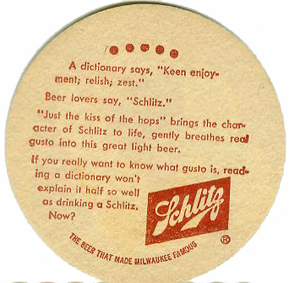 A dictionary says, "Keen enjoy-
ment; relish; zest."
Beer lovers say, "Schlitz."
"Just the kiss of the hops" brings the char-
acter of Schlitz to life, gently breathes real
gusto into this great light beer.
If you really want to know what gusto is, read-
ing a dictionary won't
explain it half so well
as drinking a Schlitz.
Now?
Schlitz
®
THE BEER THAT MADE MILWAUKEE FAMOUS